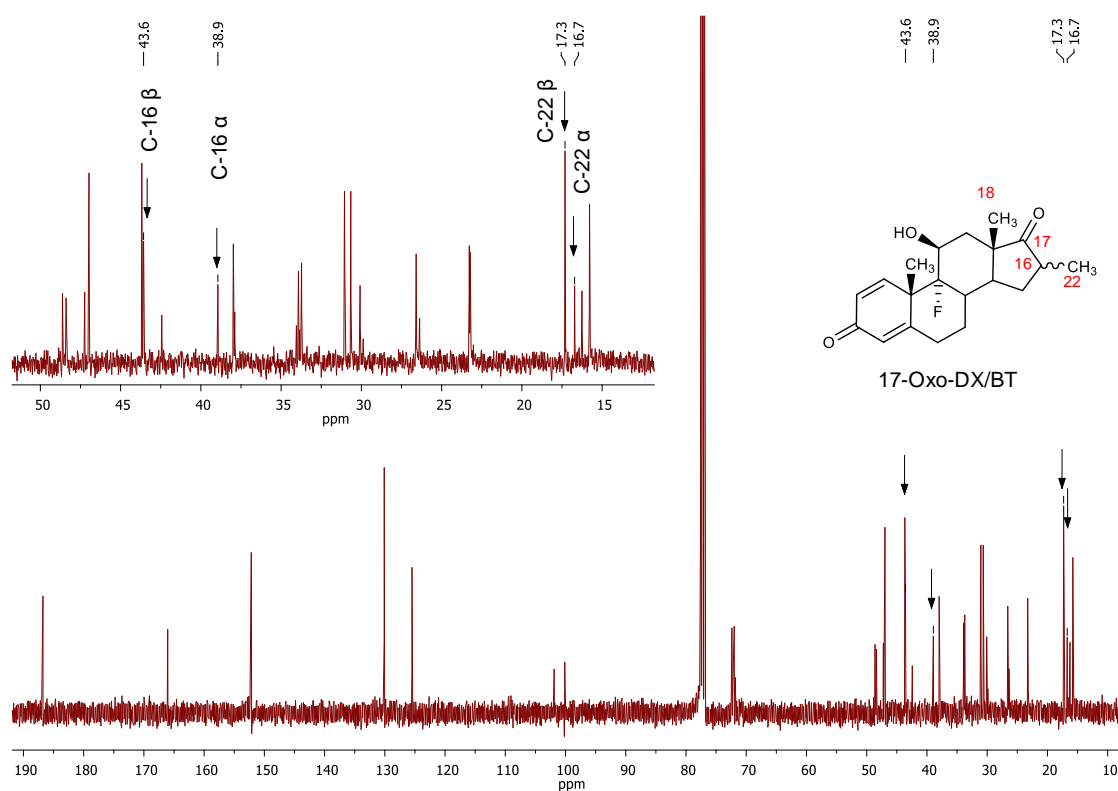 43.6
38.9
17.3
16.7
43.6
38.9
17.3
16.7
C-16 β
C-16 α
C-22 β
C-22 α
50 45 40 35 30 25 20 15
ppm
18
CH3
O
HO
17
CH3
16
CH3
22
F
O
17-Oxo-DX/BT
190 180 170 160 150 140 130 120 110 100 90 80 70 60 50 40 30 20 10
ppm